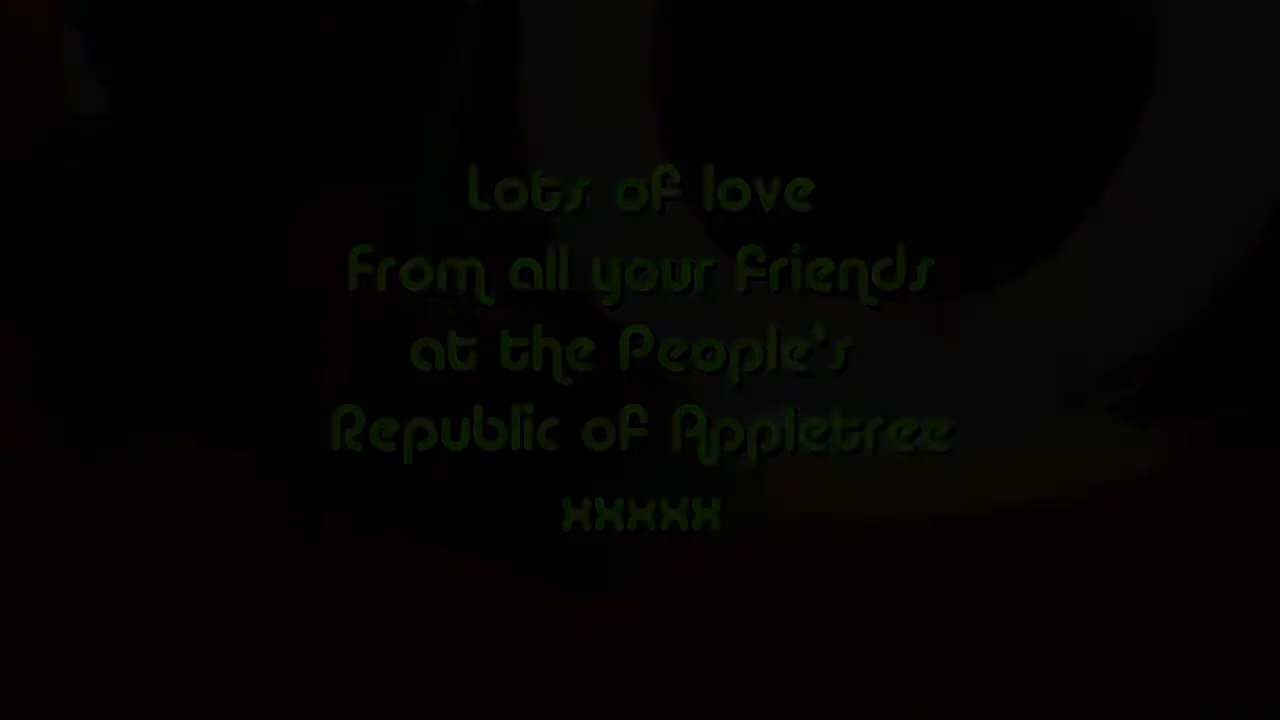 Lots of love
From all your friends
at the People's
Republic of Appletree
xxxxx